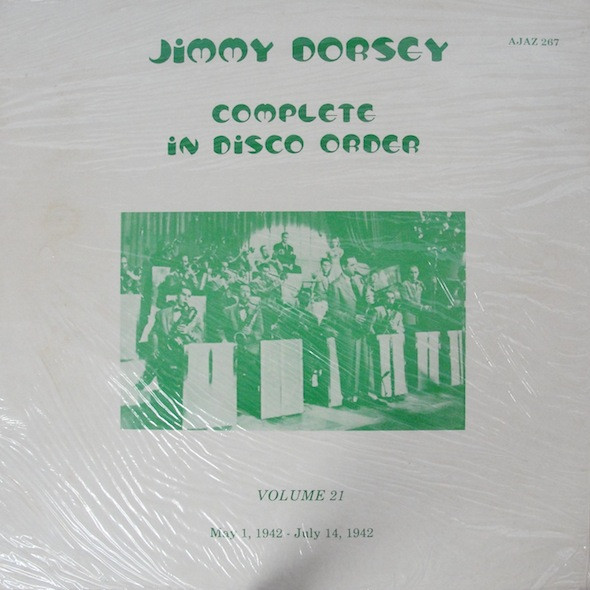 JIMMY DORSEY
AJAZ 267
COMPLETE
IN DISCO ORDER
VOLUME 21
May 1, 1942 - July 14, 1942